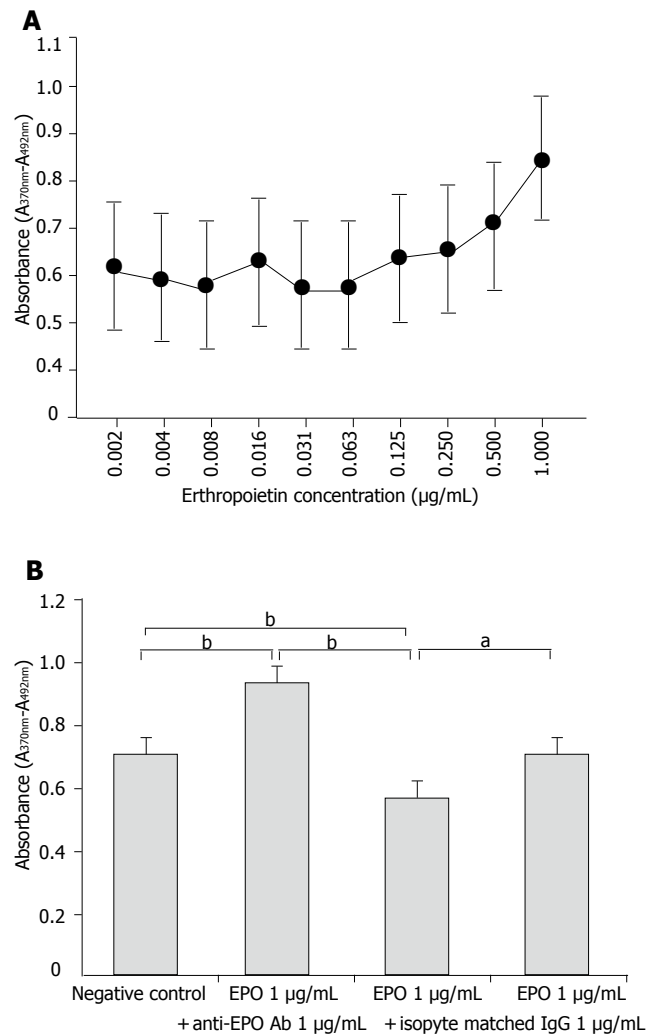 A
1.1
1.0
0.9
0.8
0.7
0.6
0.5
0.4
0
Absorbance (A370nm-A492nm)
0.002 0.004 0.008 0.016 0.031 0.063 0.125 0.250 0.500 1.000
Erthropoietin concentration (µg/mL)
B
1.2
1.0
0.8
0.6
0.4
0.2
0
Absorbance (A370nm-A492nm)
b
b b a
Negative control EPO 1 µg/mL EPO 1 µg/mL EPO 1 µg/mL
+ anti-EPO Ab 1 µg/mL + isopyte matched IgG 1 µg/mL